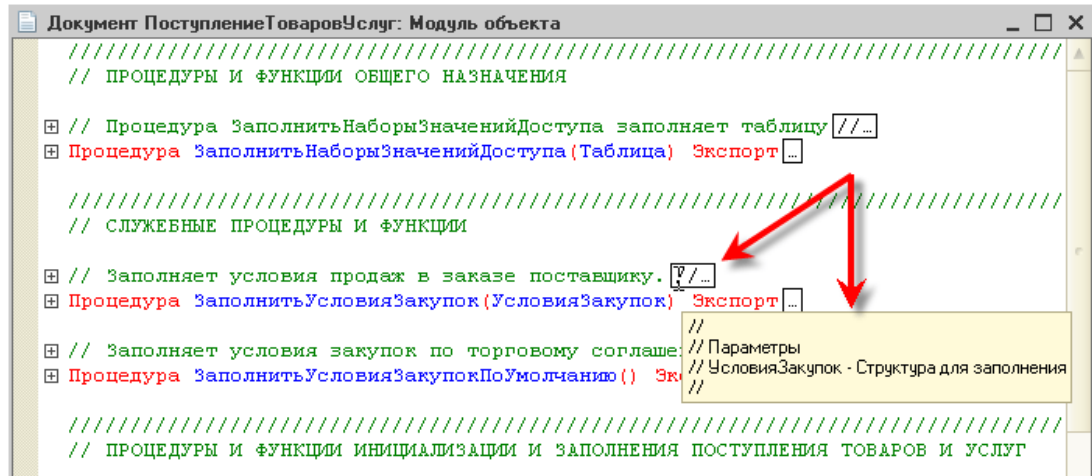 Документ ПоступлениеТоваровУслуг: Модуль объекта
////////////////////////////////////////////////////////////////////////////////
// ПРОЦЕДУРЫ И ФУНКЦИИ ОБЩЕГО НАЗНАЧЕНИЯ
// Процедура ЗаполнитьНаборыЗначенийДоступа заполняет таблицу //…
Процедура ЗаполнитьНаборыЗначенийДоступа(Таблица) Экспорт …
////////////////////////////////////////////////////////////////////////////////
// СЛУЖЕБНЫЕ ПРОЦЕДУРЫ И ФУНКЦИИ
// Заполняет условия продаж в заказе поставщику. //…
Процедура ЗаполнитьУсловияЗакупок(УсловияЗакупок) Экспорт …
//
// Параметры
// УсловияЗакупок - Структура для заполнения
//
// Заполняет условия закупок по торговому
Процедура ЗаполнитьУсловияЗакупокПоУмолчанию()
////////////////////////////////////////////////////////////////////////////////
// ПРОЦЕДУРЫ И ФУНКЦИИ ИНИЦИАЛИЗАЦИИ И ЗАПОЛНЕНИЯ ПОСТУПЛЕНИЯ ТОВАРОВ И УСЛУГ